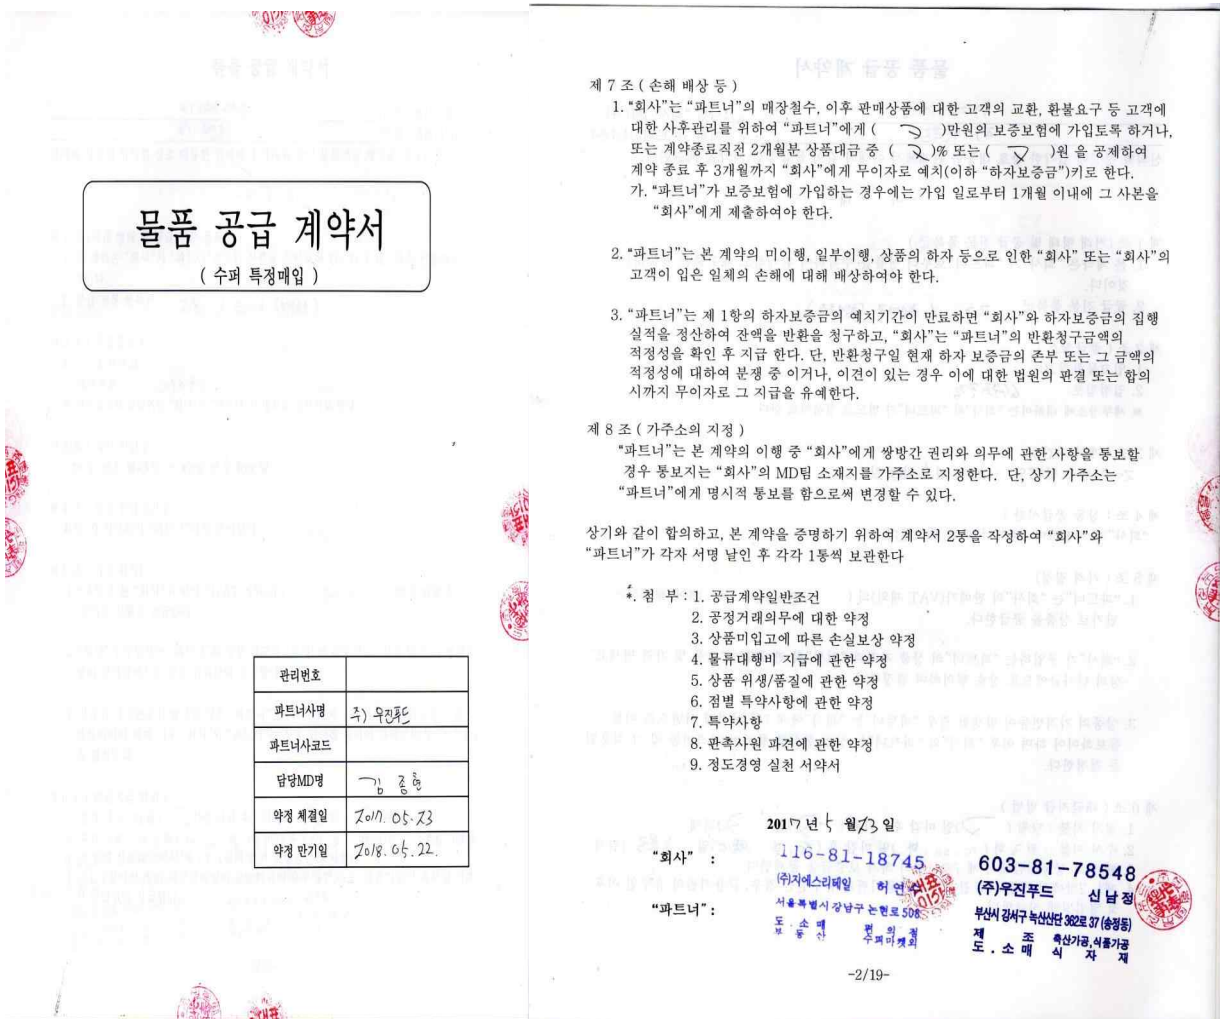 물품 공급 계약서
( 수퍼 특정매입 )
관리번호
파트너사명 주) 우진푸드
파트너사코드
담당MD명 김종현
약정 체결일 2017. 05. 23
약정 만기일 2018. 05. 22.
제 7 조 ( 손해 배상 등 )
1. “회사”는 “파트너”의 매장철수, 이후 판매상품에 대한 고객의 교환, 환불요구 등 고객에
대한 사후관리를 위하여 “파트너”에게 ( )만원의 보증보험에 가입토록 하거나,
또는 계약종료직전 2개월분 상품대금 중 ( )% 또는 ( )원 을 공제하여
계약 종료 후 3개월까지 “회사”에게 무이자로 예치(이하 “하자보증금”)키로 한다.
가. “파트너”가 보증보험에 가입하는 경우에는 가입 일로부터 1개월 이내에 그 사본을
“회사”에게 제출하여야 한다.
2. “파트너”는 본 계약의 미이행, 일부이행, 상품의 하자 등으로 인한 “회사” 또는 “회사”의
고객이 입은 일체의 손해에 대해 배상하여야 한다.
3. “파트너”는 제 1항의 하자보증금의 예치기간이 만료하면 “회사”와 하자보증금의 집행
실적을 정산하여 잔액을 반환을 청구하고, “회사”는 “파트너”의 반환청구금액의
적정성을 확인 후 지급 한다. 단, 반환청구일 현재 하자 보증금의 존부 또는 그 금액의
적정성에 대하여 분쟁 중 이거나, 이견이 있는 경우 이에 대한 법원의 판결 또는 합의
시까지 무이자로 그 지급을 유예한다.
제 8 조 ( 가주소의 지정 )
“파트너”는 본 계약의 이행 중 “회사”에게 쌍방간 권리와 의무에 관한 사항을 통보할
경우 통보지는 “회사”의 MD팀 소재지를 가주소로 지정한다. 단, 상기 가주소는
“파트너”에게 명시적 통보를 함으로써 변경할 수 있다.
상기와 같이 합의하고, 본 계약을 증명하기 위하여 계약서 2통을 작성하여 “회사”와
“파트너”가 각자 서명 날인 후 각각 1통씩 보관한다
*. 첨 부 : 1. 공급계약일반조건
2. 공정거래의무에 대한 약정
3. 상품미입고에 따른 손실보상 약정
4. 물류대행비 지급에 관한 약정
5. 상품 위생/품질에 관한 약정
6. 점별 특약사항에 관한 약정
7. 특약사항
8. 판촉사원 파견에 관한 약정
9. 정도경영 실천 서약서
2017 년 5 월 23 일
“회사” :
116-81-18745
(주)지에스리테일 허연수
서울특별시 강남구 논현로 508
도 . 소 매 편 의 점
부 동 산 수퍼마켓외
“파트너” :
603-81-78548
(주)우진푸드 신남정
부산시 강서구 녹산산단 362로 37 (송정동)
제 조 축산가공,식품가공
도 . 소 매 식 자 재
-2/19-